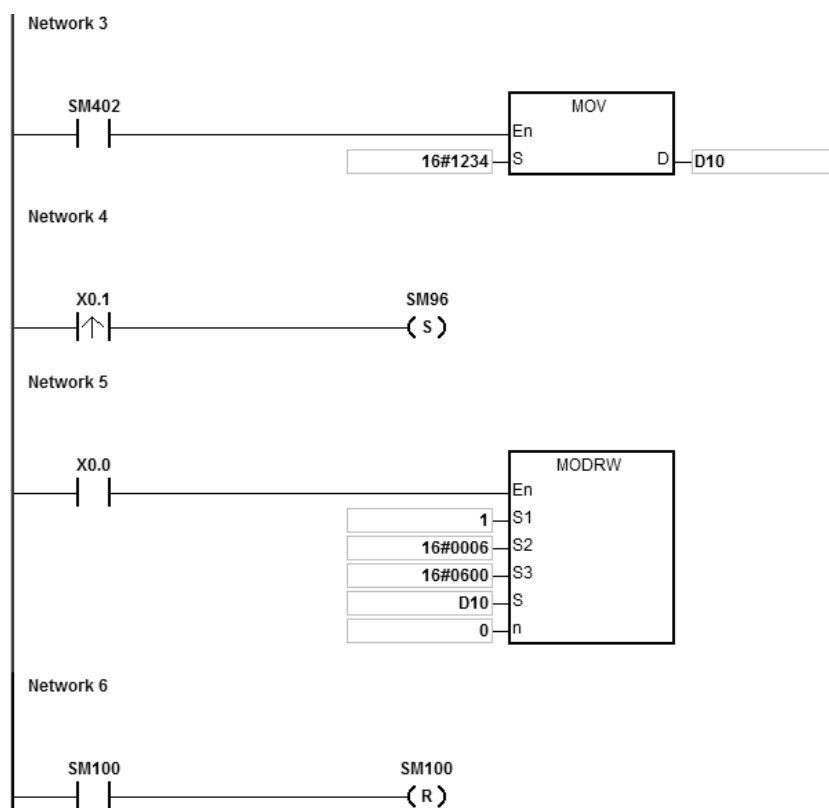 Network 3
SM402
MOV
En
16#1234 S D D10
Network 4
X0.1 SM96
S
Network 5
X0.0
MODRW
En
1 S1
16#0006 S2
16#0600 S3
D10 S
0 n
Network 6
SM100 SM100
R